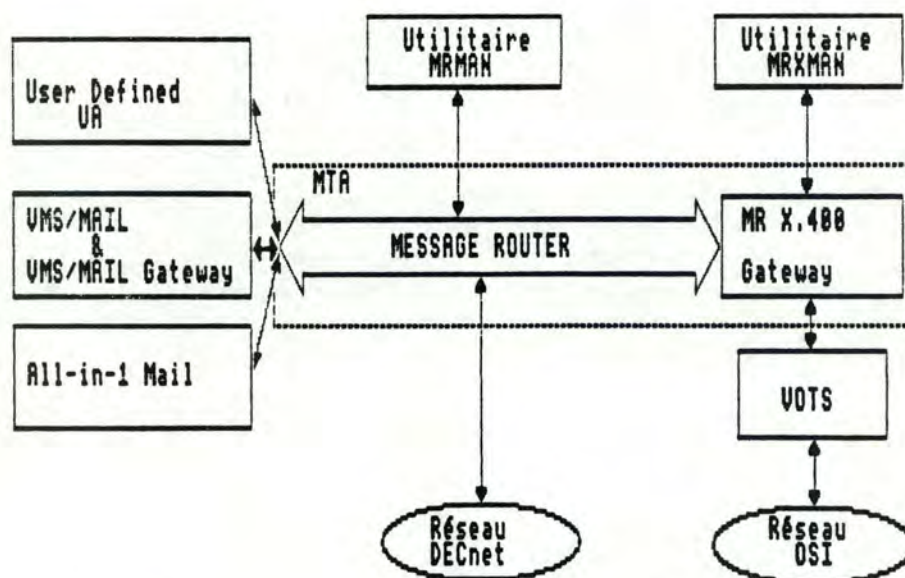 Utilitaire
MRMAN
Utilitaire
MRXMAN
User Defined
UA
MTA
VMS/MAIL
&
VMS/MAIL Gateway
MESSAGE ROUTER
MR X.400
Gateway
All-in-1 Mail
VOTS
Réseau
DECnet
Réseau
OSI